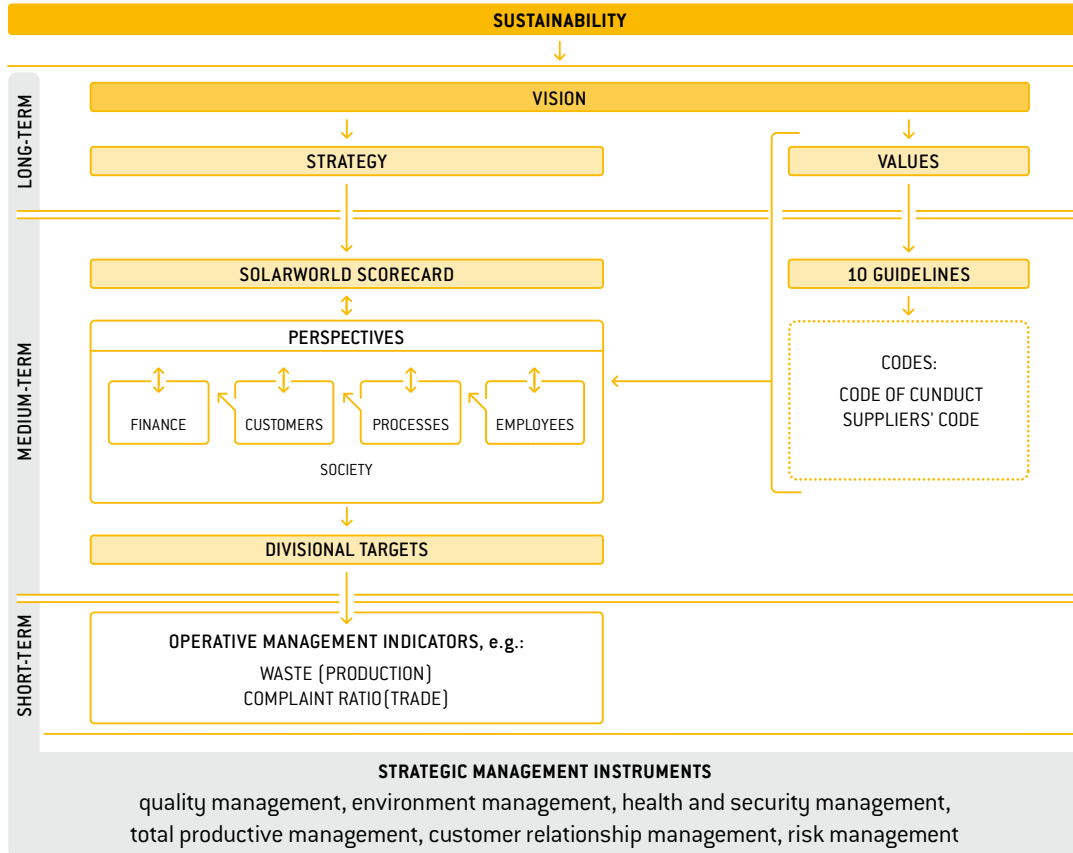 SUSTAINABILITY
LONG-TERM
VISION
STRATEGY
VALUES
MEDIUM-TERM
SOLARWORLD SCORECARD
10 GUIDELINES
PERSPECTIVES
FINANCE
CUSTOMERS
PROCESSES
EMPLOYEES
SOCIETY
CODES:
CODE OF CUNDUCT
SUPPLIERS' CODE
DIVISIONAL TARGETS
SHORT-TERM
OPERATIVE MANAGEMENT INDICATORS, e.g.:
WASTE (PRODUCTION)
COMPLAINT RATIO(TRADE)
STRATEGIC MANAGEMENT INSTRUMENTS
quality management, environment management, health and security management,
total productive management, customer relationship management, risk management